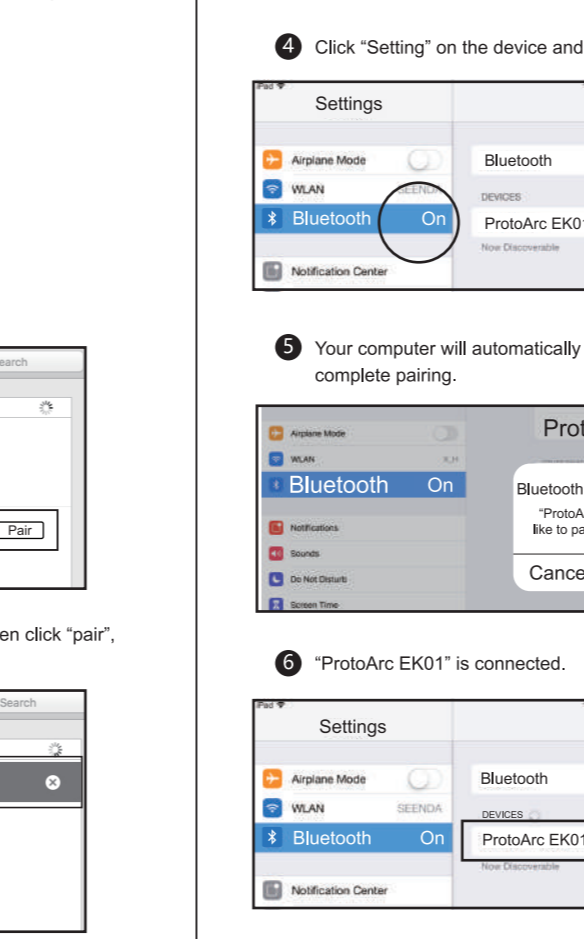 earch
Pair
en click “pair”,
Search
4 Click “Setting” on the device and
iPad
Settings
Airplane Mode
WLAN SEENDA
Bluetooth On
Notification Center
Bluetooth
DEVICES
ProtoArc EK01
Now Discoverable
5 Your computer will automatically
complete pairing.
Airplane Mode
WLAN X_H
Bluetooth On
Notifications
Sounds
Do Not Disturb
Screen Time
Prot
Bluetooth
“ProtoA
like to pa
Cance
6 “ProtoArc EK01” is connected.
iPad
Settings
Airplane Mode
WLAN SEENDA
Bluetooth On
Notification Center
Bluetooth
DEVICES
ProtoArc EK01
Now Discoverable